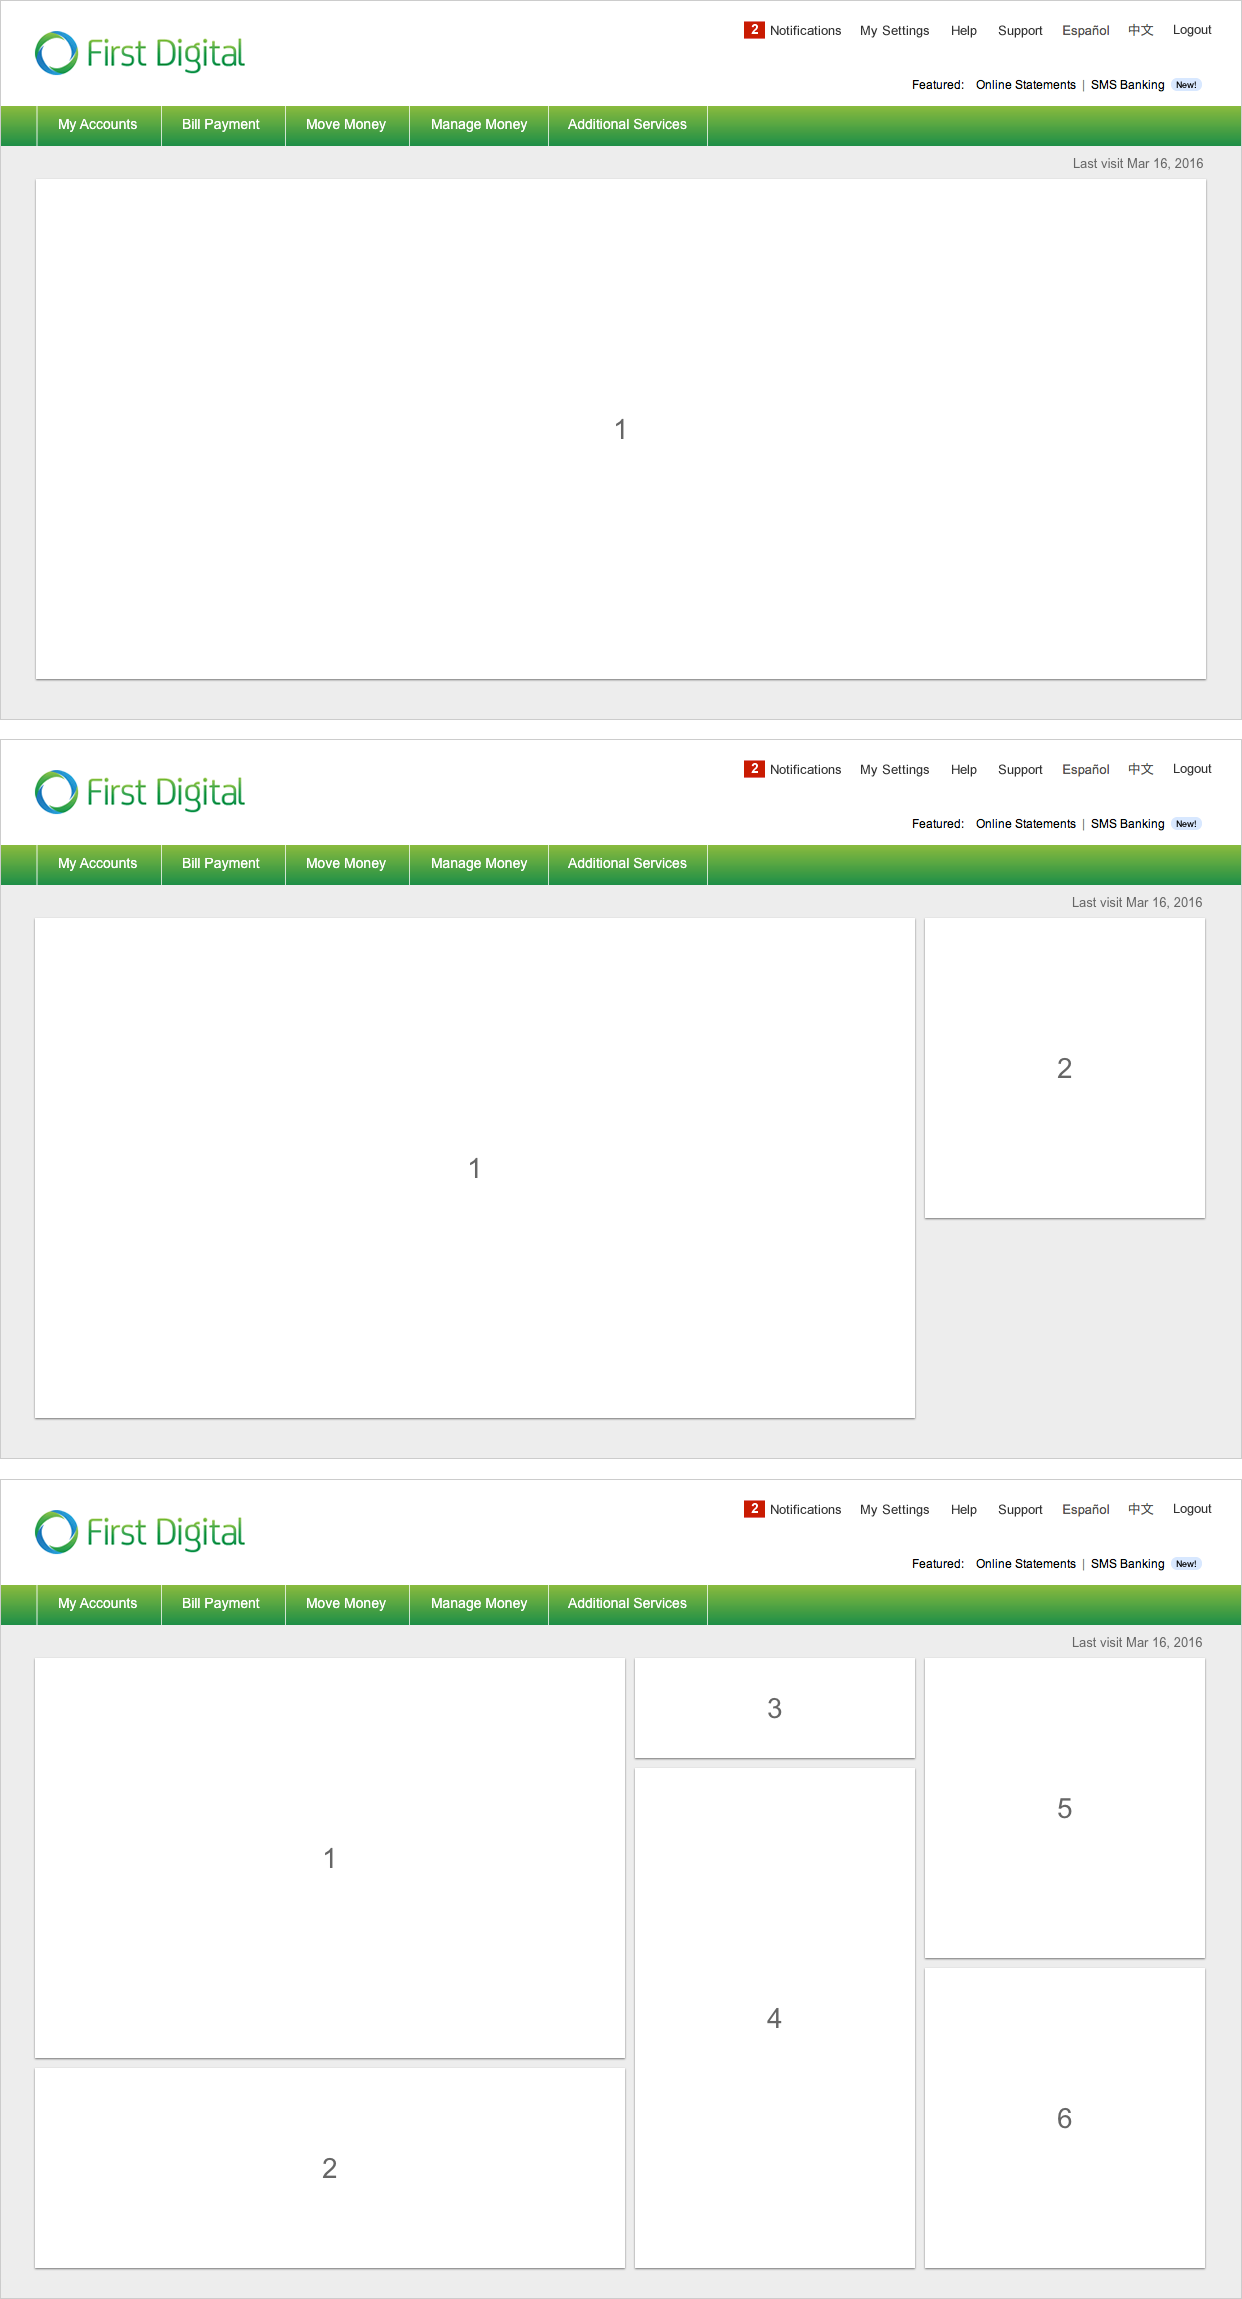 First Digital
2 Notifications My Settings Help Support Español 中文 Logout
Featured: Online Statements | SMS Banking New!
My Accounts Bill Payment Move Money Manage Money Additional Services
Last visit Mar 16, 2016
1
First Digital
2 Notifications My Settings Help Support Español 中文 Logout
Featured: Online Statements | SMS Banking New!
My Accounts Bill Payment Move Money Manage Money Additional Services
Last visit Mar 16, 2016
1
2
First Digital
2 Notifications My Settings Help Support Español 中文 Logout
Featured: Online Statements | SMS Banking New!
My Accounts Bill Payment Move Money Manage Money Additional Services
Last visit Mar 16, 2016
1
2
3
4
5
6